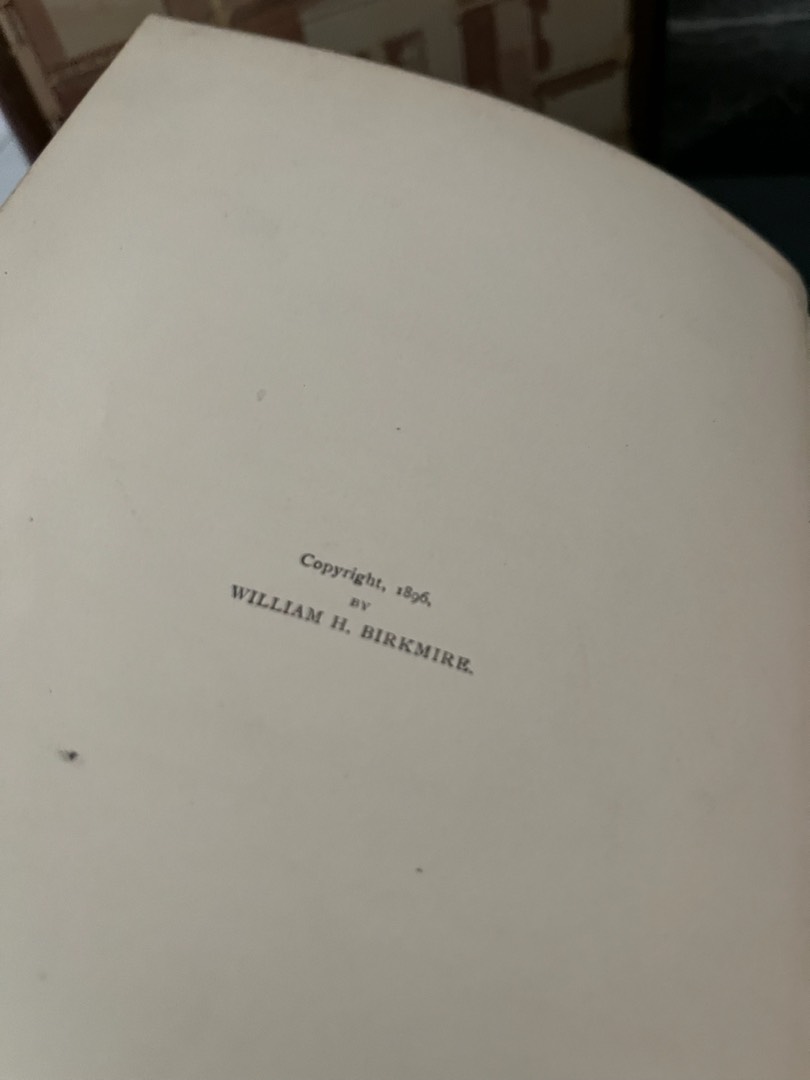 Copyright, 1896,
BY
WILLIAM H. BIRKMIRE.